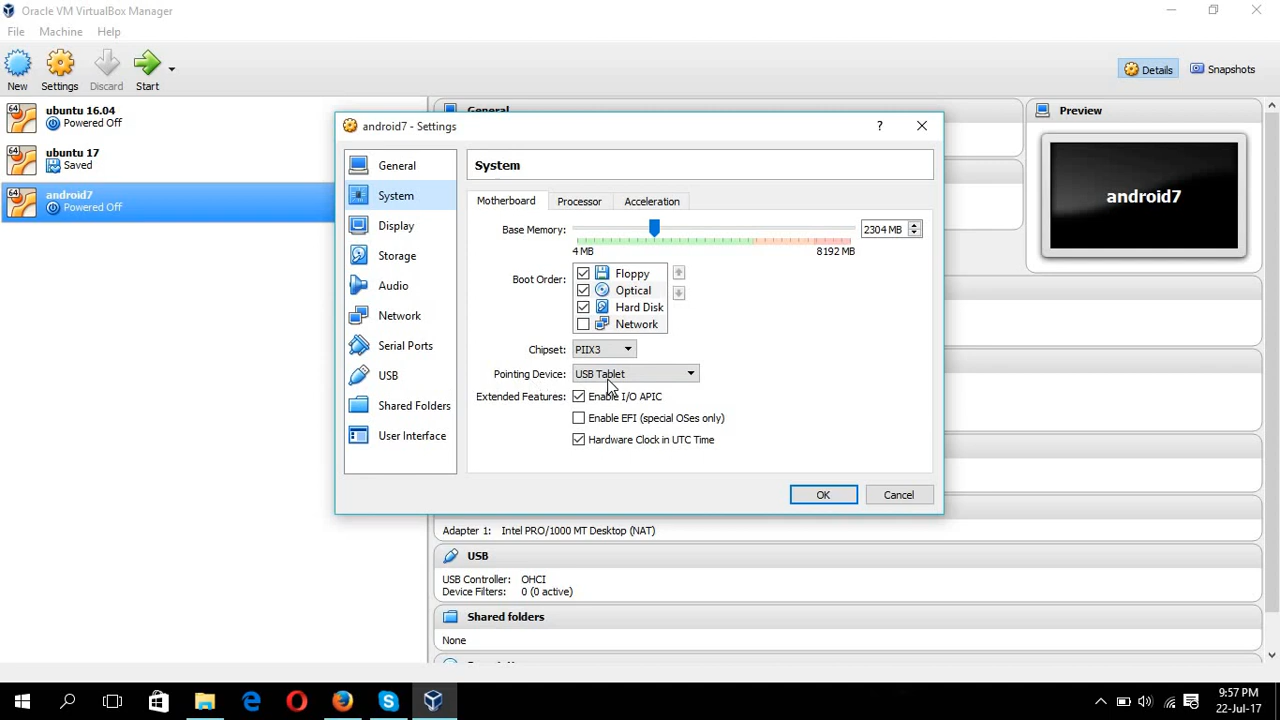 Oracle VM VirtualBox Manager
File Machine Help
New Settings Discard Start
Details Snapshots
64 ubuntu 16.04
Powered Off
64 ubuntu 17
Saved
64 android7
Powered Off
General
Preview
android7
android7 - Settings
?
General
System
Display
Storage
Audio
Network
Serial Ports
USB
Shared Folders
User Interface
System
Motherboard Processor Acceleration
Base Memory: 2304 MB
4 MB 8192 MB
Boot Order: Floppy
Optical
Hard Disk
Network
Chipset: PIIX3
Pointing Device: USB Tablet
Extended Features: Enable I/O APIC
Enable EFI (special OSes only)
Hardware Clock in UTC Time
OK Cancel
Adapter 1: Intel PRO/1000 MT Desktop (NAT)
USB
USB Controller: OHCI
Device Filters: 0 (0 active)
Shared folders
None
9:57 PM
22-Jul-17